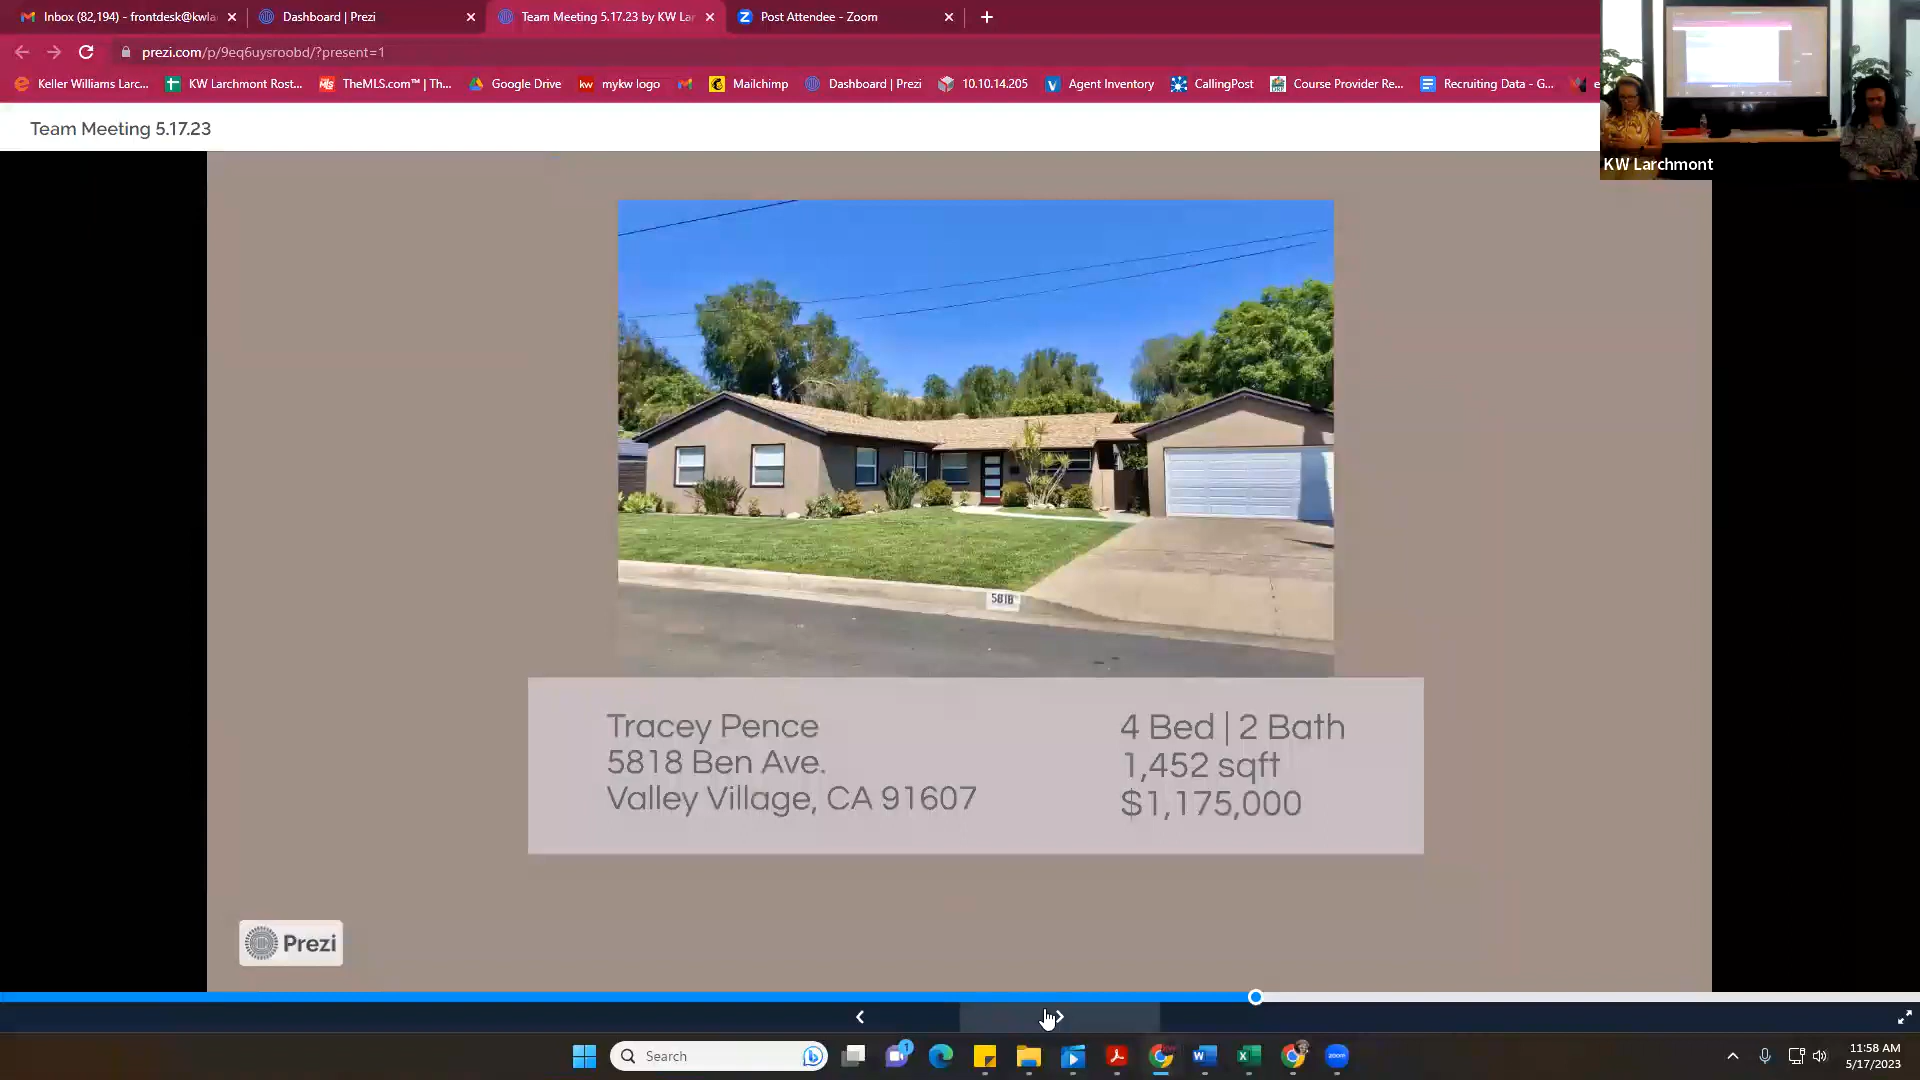 Inbox (82,194) - frontdesk@kwla
Dashboard | Prezi
Team Meeting 5.17.23 by KW Lar
Post Attendee - Zoom
prezi.com/p/9eq6uysroobd/?present=1
Keller Williams Larc...
KW Larchmont Rost...
TheMLS.com™ | Th...
Google Drive
kw mykw logo
Mailchimp
Dashboard | Prezi
10.10.14.205
Agent Inventory
CallingPost
Course Provider Re...
Recruiting Data - G...
Team Meeting 5.17.23
KW Larchmont
5818
Tracey Pence
5818 Ben Ave.
Valley Village, CA 91607
4 Bed | 2 Bath
1,452 sqft
$1,175,000
Prezi
Search
1
zoom
11:58 AM
5/17/2023